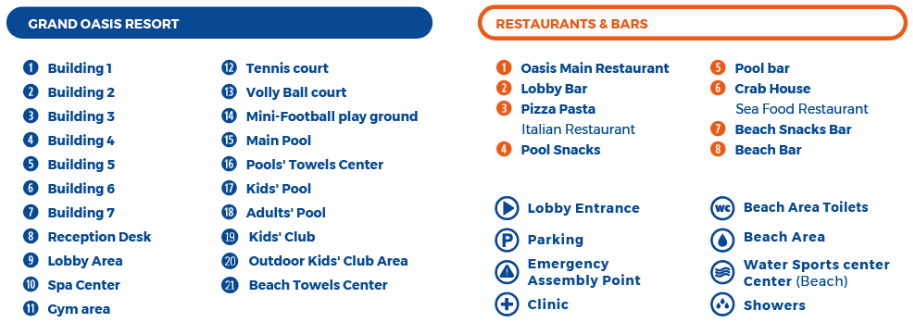 GRAND OASIS RESORT
1 Building 1
2 Building 2
3 Building 3
4 Building 4
5 Building 5
6 Building 6
7 Building 7
8 Reception Desk
9 Lobby Area
10 Spa Center
11 Gym area
12 Tennis court
13 Volly Ball court
14 Mini-Football play ground
15 Main Pool
16 Pools' Towels Center
17 Kids' Pool
18 Adults' Pool
19 Kids' Club
20 Outdoor Kids' Club Area
21 Beach Towels Center
RESTAURANTS & BARS
1 Oasis Main Restaurant
2 Lobby Bar
3 Pizza Pasta
Italian Restaurant
4 Pool Snacks
5 Pool bar
6 Crab House
Sea Food Restaurant
7 Beach Snacks Bar
8 Beach Bar
Lobby Entrance
P Parking
Emergency
Assembly Point
Clinic
WC Beach Area Toilets
Beach Area
Water Sports center
Center (Beach)
Showers